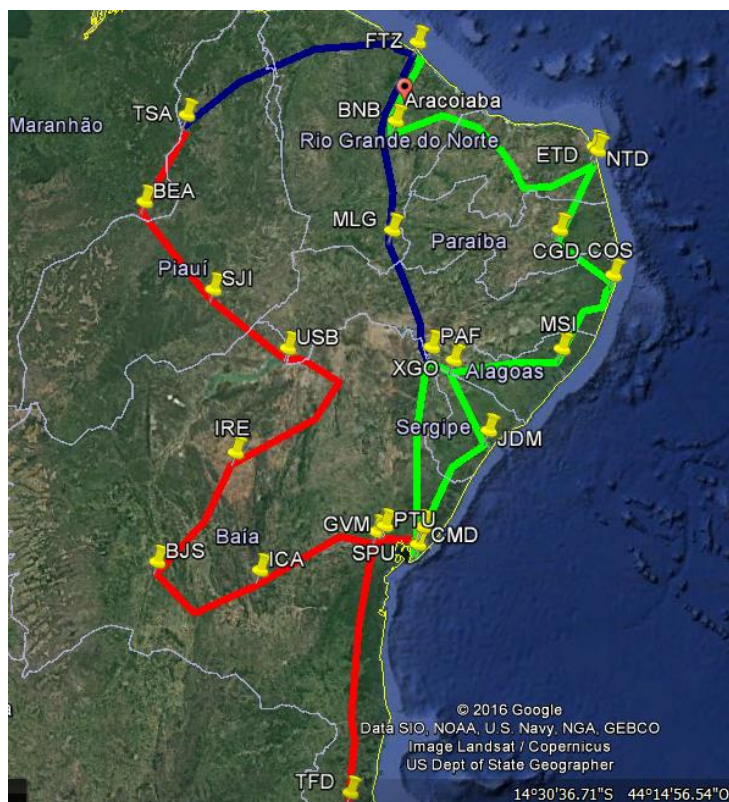 FTZ
TSA
Maranhão
BNB
Aracoiaba
Rio Grande do Norte
ETD
NTD
BEA
MLG
Paraíba
CGD
COS
Piauí
SJI
USB
PAF
MSI
XGO
Alagoas
IRE
Sergipe
JDM
GVM
PTU
Baía
SPU
CMD
BJS
ICA
TFD
© 2016 Google
Data SIO, NOAA, U.S. Navy, NGA, GEBCO
Image Landsat / Copernicus
US Dept of State Geographer
14°30'36.71"S 44°14'56.54"O